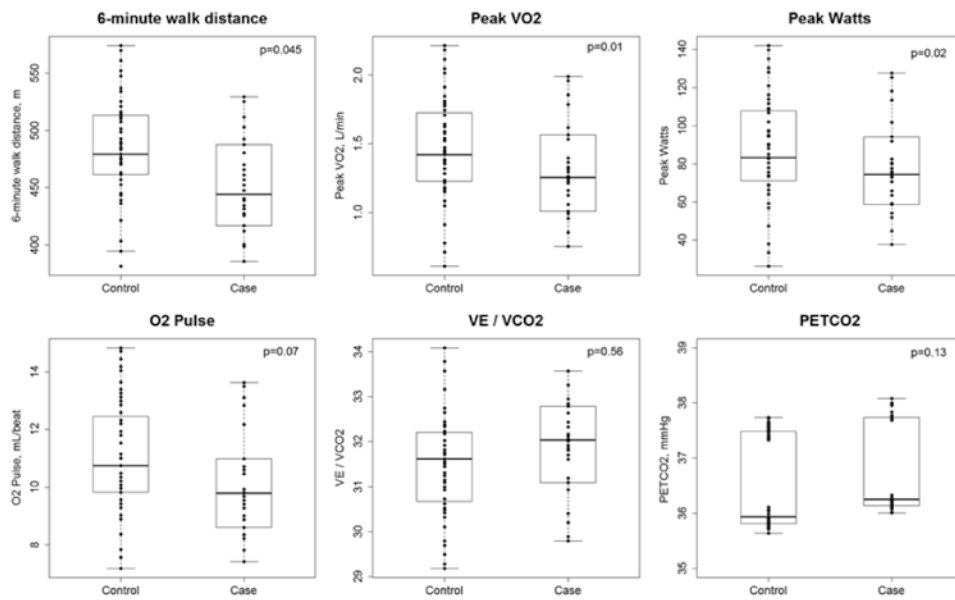 6-minute walk distance
p=0.045
6-minute walk distance, m
550
500
450
400
Control
Case
Peak VO2
p=0.01
Peak VO2, L/min
2.0
1.5
1.0
Control
Case
Peak Watts
p=0.02
Peak Watts
140
120
100
80
60
40
Control
Case
O2 Pulse
p=0.07
O2 Pulse, mL/beat
14
12
10
8
Control
Case
VE / VCO2
p=0.56
VE / VCO2
34
33
32
31
30
29
Control
Case
PETCO2
p=0.13
PETCO2, mmHg
39
38
37
36
35
Control
Case